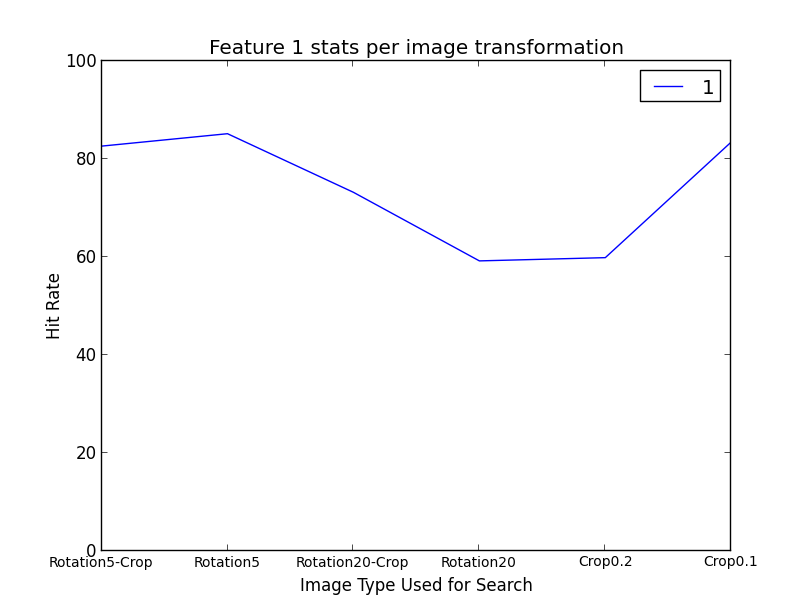 Feature 1 stats per image transformation
1
100
80
60
40
20
0
Hit Rate
Rotation5-Crop Rotation5 Rotation20-Crop Rotation20 Crop0.2 Crop0.1
Image Type Used for Search